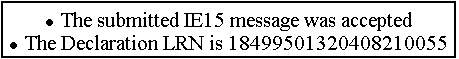 • The submitted IE15 message was accepted
• The Declaration LRN is 18499501320408210055